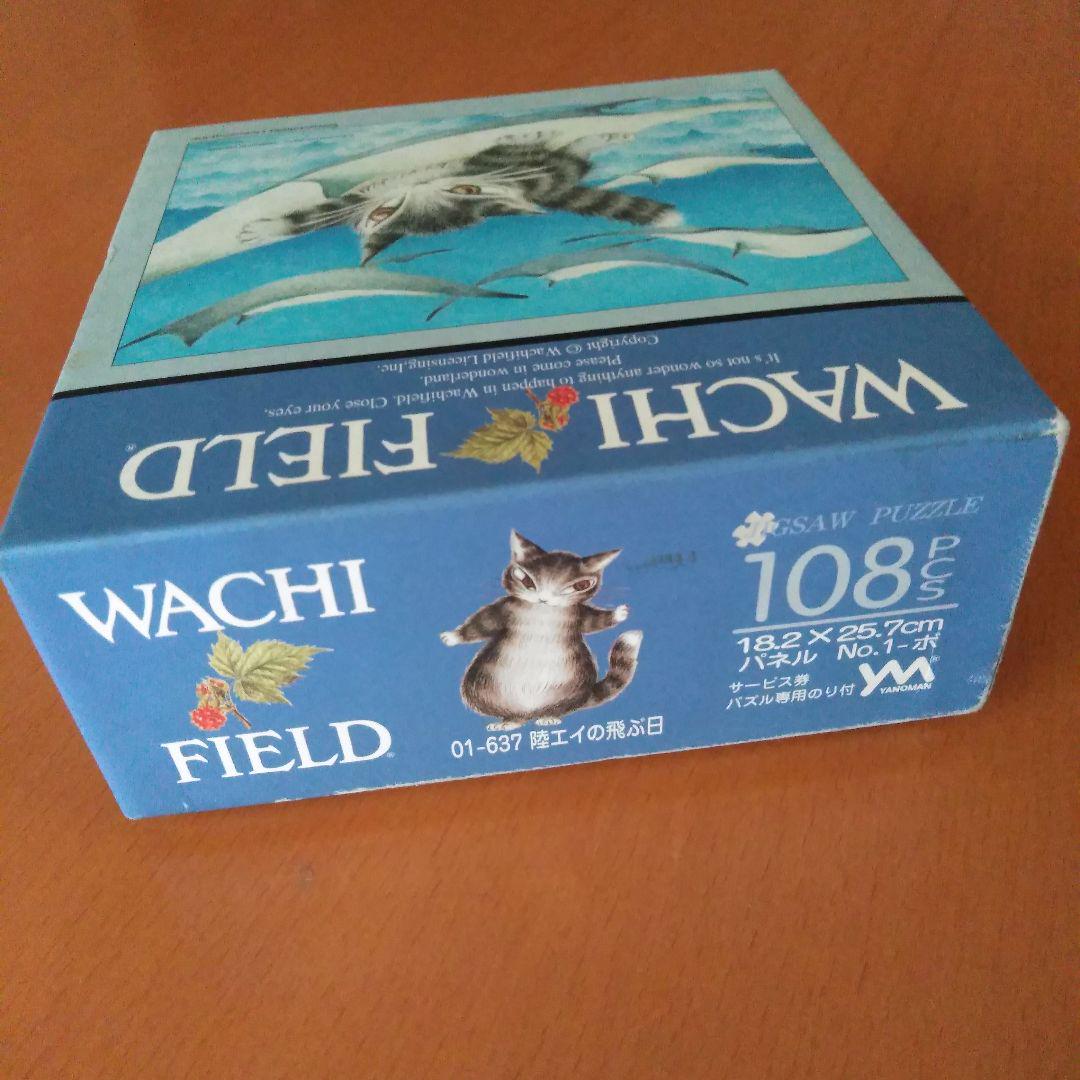 WACHI FIELD®
It's not so wonder anything to happen in Wachifield. Close your eyes.
Please come in wonderland.
Copyright © Wachifield Licensing,Inc.
WACHI
FIELD®
01-637 陸エイの飛ぶ日
JIGSAW PUZZLE
108 PCS
18.2×25.7cm
パネル No.1-ボ
サービス券
パズル専用のり付
YM®
YANOMAN